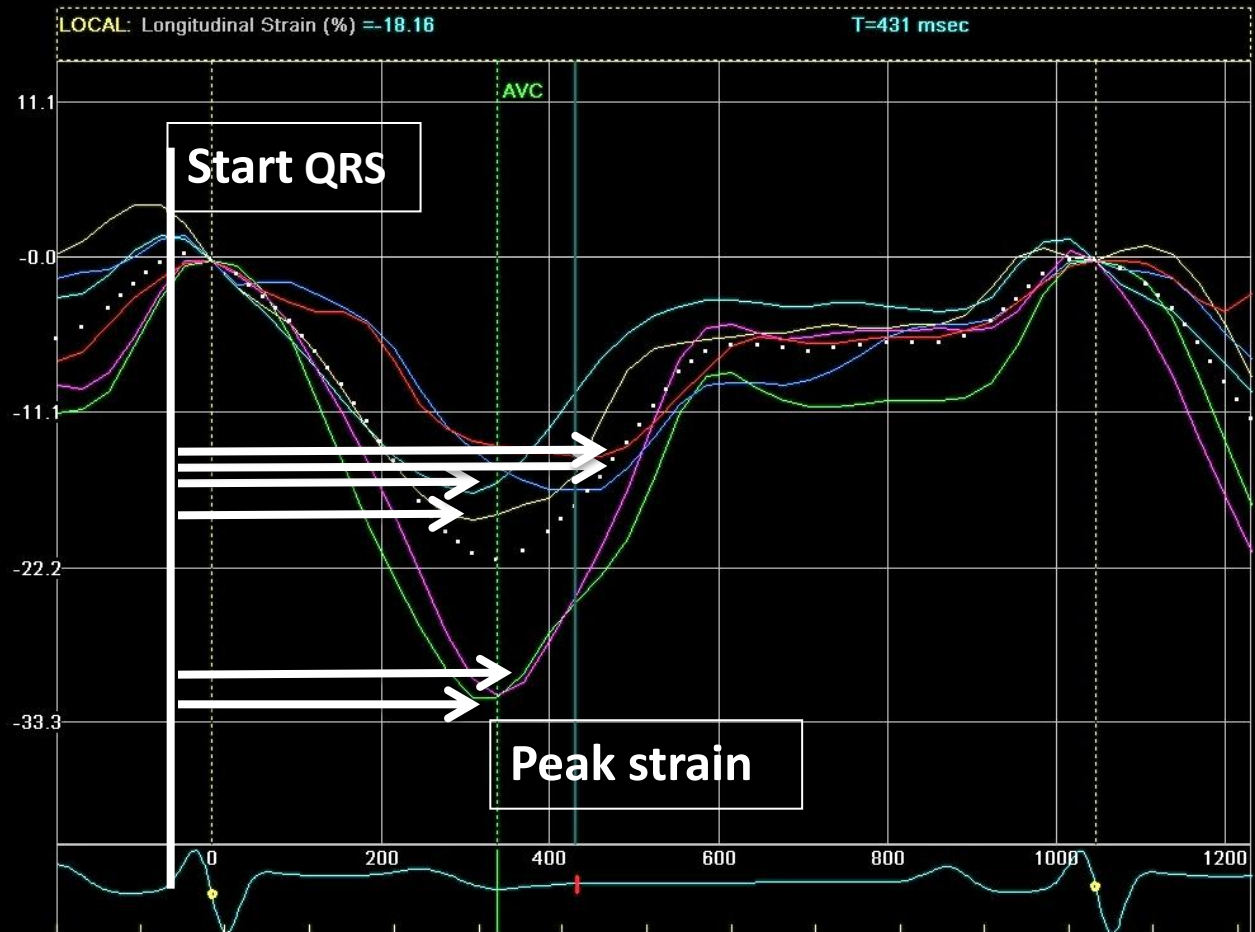 LOCAL: Longitudinal Strain (%) =-18.16 T=431 msec
AVC
11.1
Start QRS
-0.0
-11.1
-22.2
-33.3
Peak strain
0 200 400 600 800 1000 1200